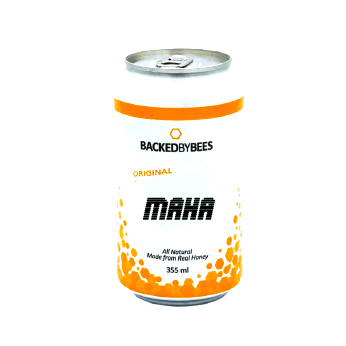 BACKEDBYBEES
ORIGINAL
MAHA
All Natural
Made from Real Honey
355 ml